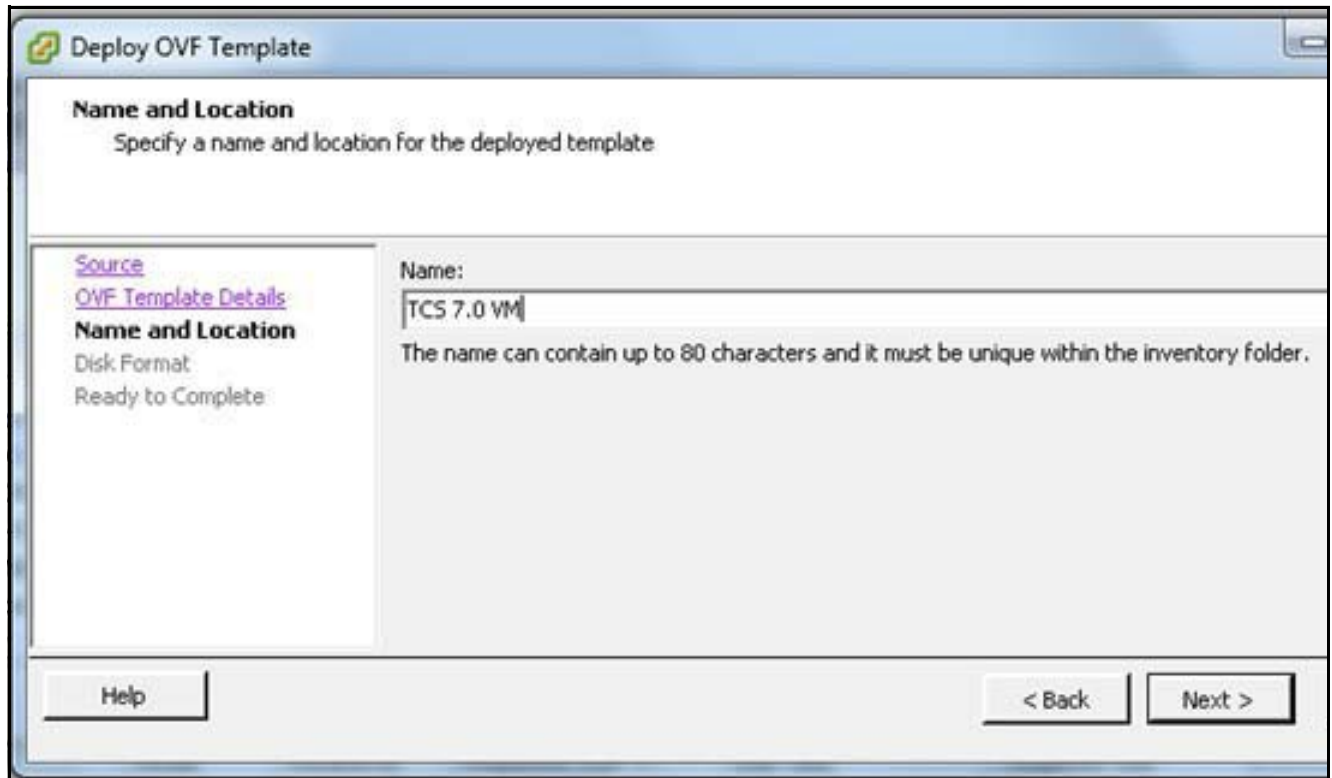 Deploy OVF Template
Name and Location
Specify a name and location for the deployed template
Source
OVF Template Details
Name and Location
Disk Format
Ready to Complete
Name:
TCS 7.0 VM
The name can contain up to 80 characters and it must be unique within the inventory folder.
Help
< Back
Next >